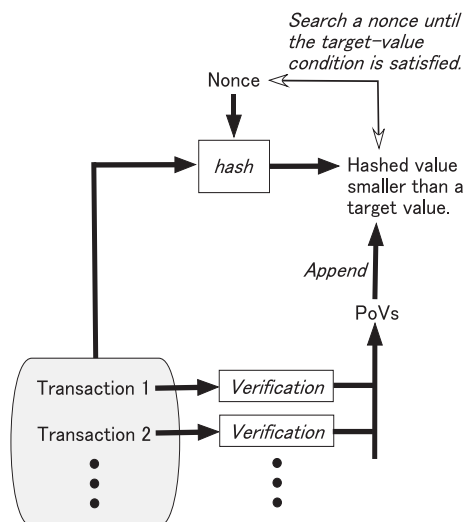 Search a nonce until
the target-value
condition is satisfied.
Nonce
hash
Hashed value
smaller than a
target value.
Append
PoVs
Transaction 1
Verification
Transaction 2
Verification